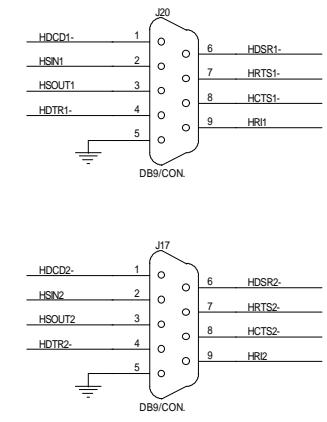 J20
HDCD1- 1
6 HDSR1-
HSIN1 2
7 HRTS1-
HSOUT1 3
8 HCTS1-
HDTR1- 4
9 HRI1
5
DB9/CON.
J17
HDCD2- 1
6 HDSR2-
HSIN2 2
7 HRTS2-
HSOUT2 3
8 HCTS2-
HDTR2- 4
9 HRI2
5
DB9/CON.